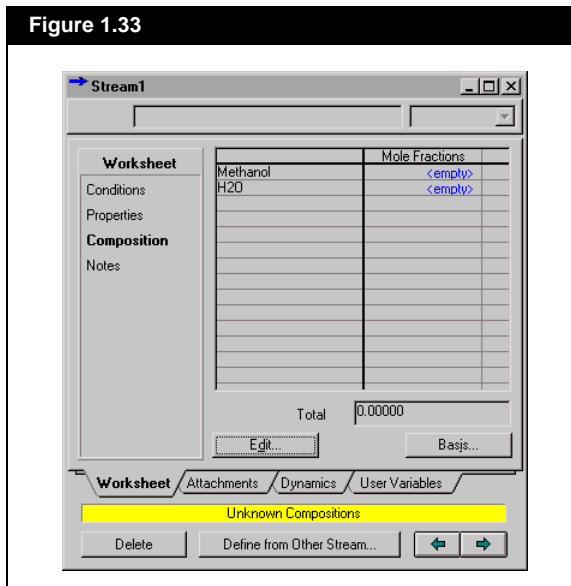 Figure 1.33
Stream1
Worksheet
Conditions
Properties
Composition
Notes
Mole Fractions
Methanol <empty>
H2O <empty>
Total 0.00000
Edit... Basis...
Worksheet Attachments Dynamics User Variables
Unknown Compositions
Delete Define from Other Stream...